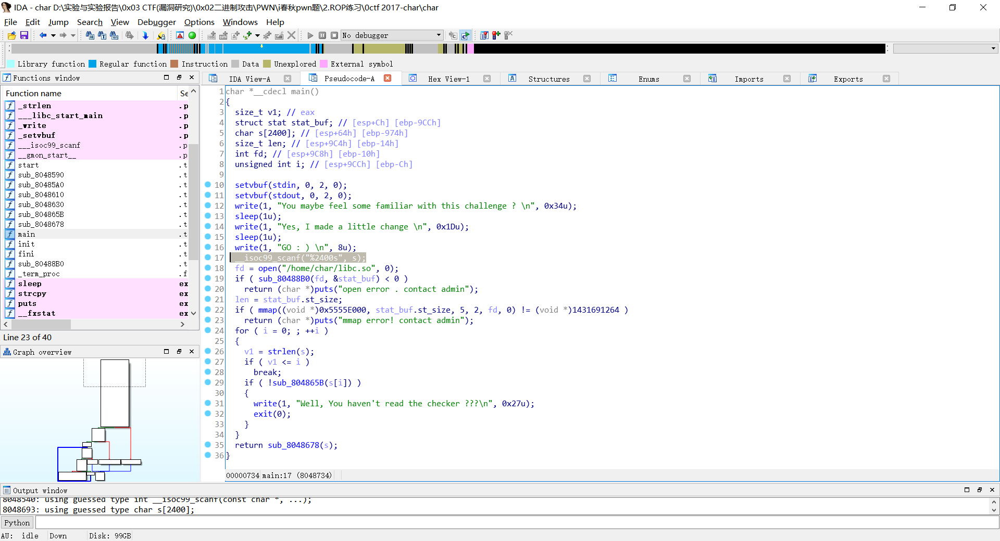 IDA - char D:\实验与实验报告\0x03 CTF(漏洞研究)\0x02二进制攻击\PWN\i春秋pwn题\2.ROP练习\0ctf 2017-char\char
File Edit Jump Search View Debugger Options Windows Help
No debugger
Library function Regular function Instruction Data Unexplored External symbol
Functions window
Function name Se
_strlen .p
___libc_start_main .p
_write .p
_setvbuf .p
___isoc99_scanf .p
__gmon_start__ .p
start .t
sub_8048590 .t
sub_80485A0 .t
sub_8048610 .t
sub_8048630 .t
sub_804865B .t
sub_8048678 .t
main .t
init .t
fini .t
sub_80488B0 .t
_term_proc .f
sleep ex
strcpy ex
puts ex
__fxstat ex
Line 23 of 40
Graph overview
IDA View-A Pseudocode-A Hex View-1 Structures Enums Imports Exports
1 char *__cdecl main()
2 {
3 size_t v1; // eax
4 struct stat stat_buf; // [esp+Ch] [ebp-9CCh]
5 char s[2400]; // [esp+64h] [ebp-974h]
6 size_t len; // [esp+9C4h] [ebp-14h]
7 int fd; // [esp+9C8h] [ebp-10h]
8 unsigned int i; // [esp+9CCh] [ebp-Ch]
9
10 setvbuf(stdin, 0, 2, 0);
11 setvbuf(stdout, 0, 2, 0);
12 write(1, "You maybe feel some familiar with this challenge ? \n", 0x34u);
13 sleep(1u);
14 write(1, "Yes, I made a little change \n", 0x1Du);
15 sleep(1u);
16 write(1, "GO : ) \n", 8u);
17 __isoc99_scanf("%2400s", s);
18 fd = open("/home/char/libc.so", 0);
19 if ( sub_80488B0(fd, &stat_buf) < 0 )
20 return (char *)puts("open error . contact admin");
21 len = stat_buf.st_size;
22 if ( mmap((void *)0x5555E000, stat_buf.st_size, 5, 2, fd, 0) != (void *)1431691264 )
23 return (char *)puts("mmap error! contact admin");
24 for ( i = 0; ; ++i )
25 {
26 v1 = strlen(s);
27 if ( v1 <= i )
28 break;
29 if ( !sub_804865B(s[i]) )
30 {
31 write(1, "Well, You haven't read the checker ???\n", 0x27u);
32 exit(0);
33 }
34 }
35 return sub_8048678(s);
36 }
00000734 main:17 (8048734)
Output window
8048540: using guessed type int __isoc99_scanf(const char *, ...);
8048693: using guessed type char s[2400];
Python
AU: idle Down Disk: 99GB